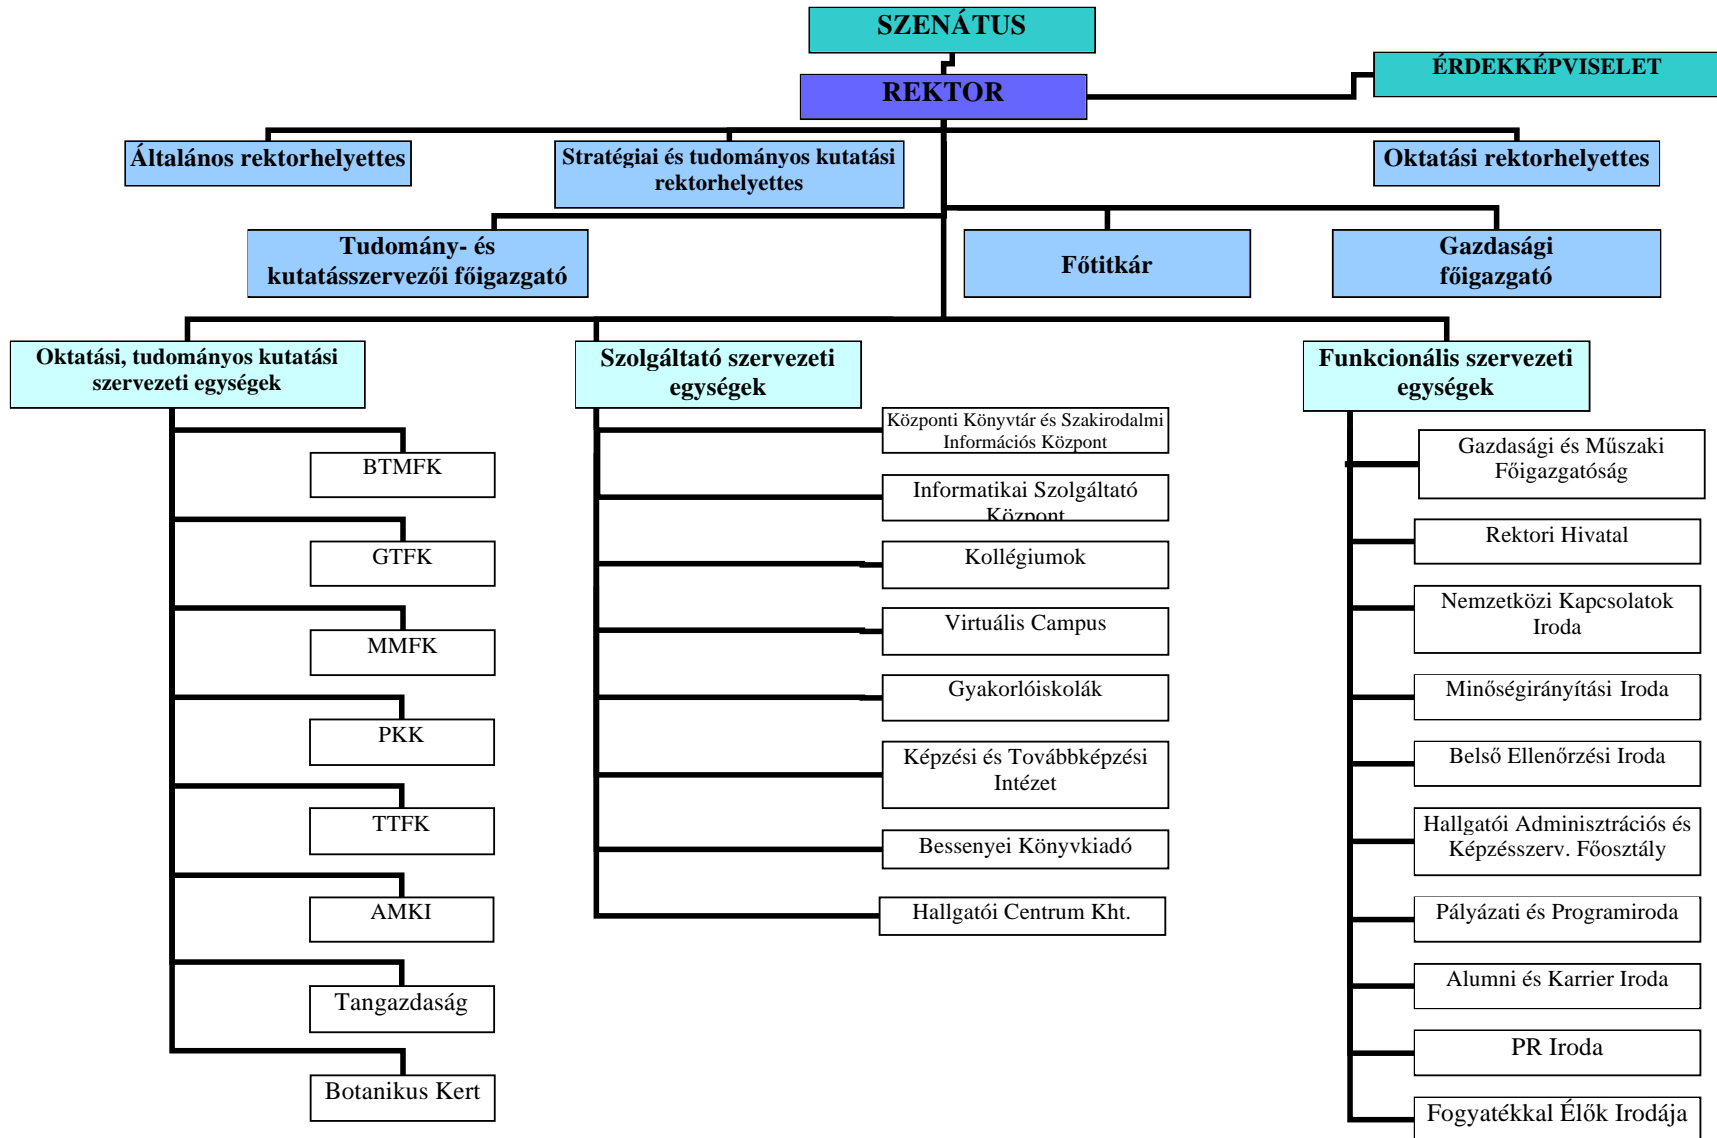 SZENÁTUS
ÉRDEKKÉPVISELET
REKTOR
Általános rektorhelyettes
Stratégiai és tudományos kutatási
rektorhelyettes
Oktatási rektorhelyettes
Tudomány- és
kutatásszervezői főigazgató
Főtitkár
Gazdasági
főigazgató
Oktatási, tudományos kutatási
szervezeti egységek
BTMFK
GTFK
MMFK
PKK
TTFK
AMKI
Tangazdaság
Botanikus Kert
Szolgáltató szervezeti
egységek
Központi Könyvtár és Szakirodalmi
Információs Központ
Informatikai Szolgáltató
Központ
Kollégiumok
Virtuális Campus
Gyakorlóiskolák
Képzési és Továbbképzési
Intézet
Bessenyei Könyvkiadó
Hallgatói Centrum Kht.
Funkcionális szervezeti
egységek
Gazdasági és Műszaki
Főigazgatóság
Rektori Hivatal
Nemzetközi Kapcsolatok
Iroda
Minőségirányítási Iroda
Belső Ellenőrzési Iroda
Hallgatói Adminisztrációs és
Képzésszerv. Főosztály
Pályázati és Programiroda
Alumni és Karrier Iroda
PR Iroda
Fogyatékkal Élők Irodája